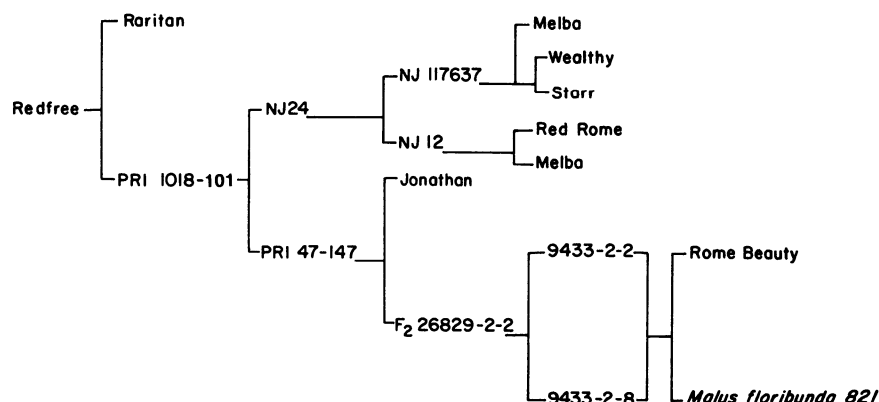 Raritan
Melba
Wealthy
NJ 117637
Starr
Redfree
NJ24
Red Rome
NJ 12
Melba
PRI 1018-101
Jonathan
PRI 47-147
9433-2-2
Rome Beauty
F2 26829-2-2
9433-2-8
Malus floribunda 821